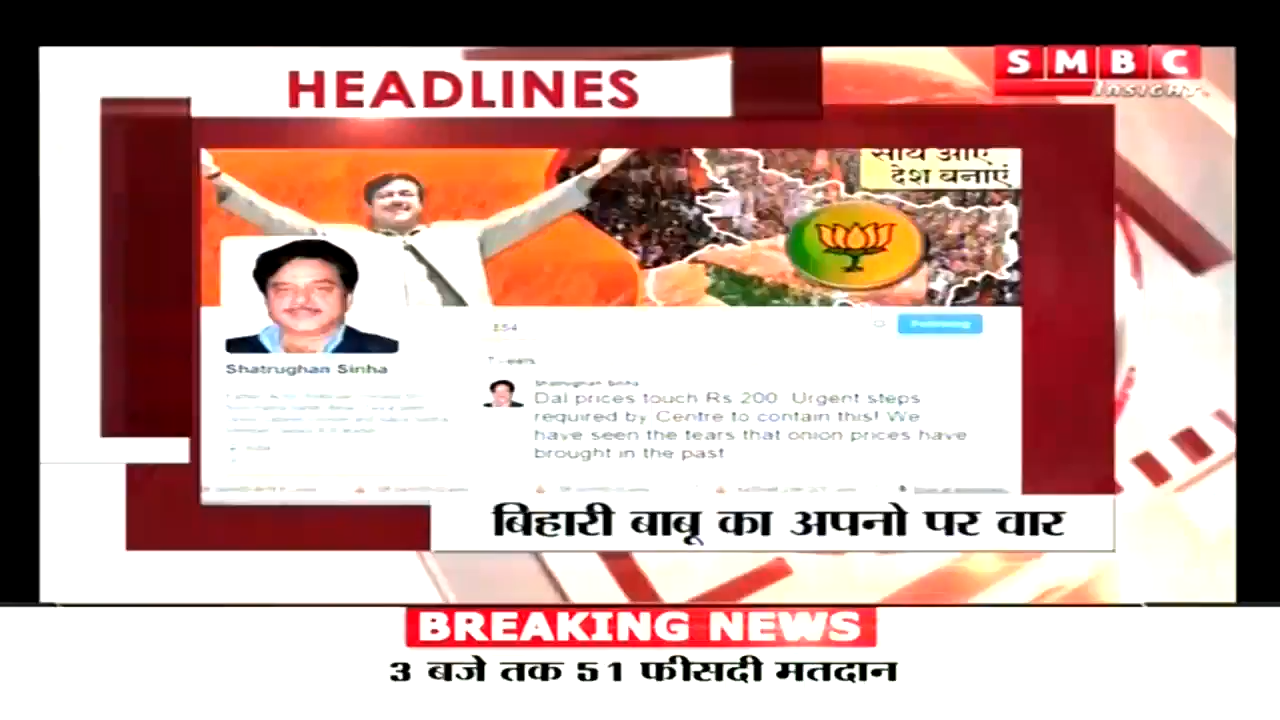 HEADLINES
SMBC
INSIGHT
साथ आएं
देश बनाएं
854
Following
Tweets
Shatrughan Sinha
Shatrughan Sinha
Dal prices touch Rs 200. Urgent steps
required by Centre to contain this! We
have seen the tears that onion prices have
brought in the past
बिहारी बाबू का अपनो पर वार
BREAKING NEWS
3 बजे तक 51 फीसदी मतदान